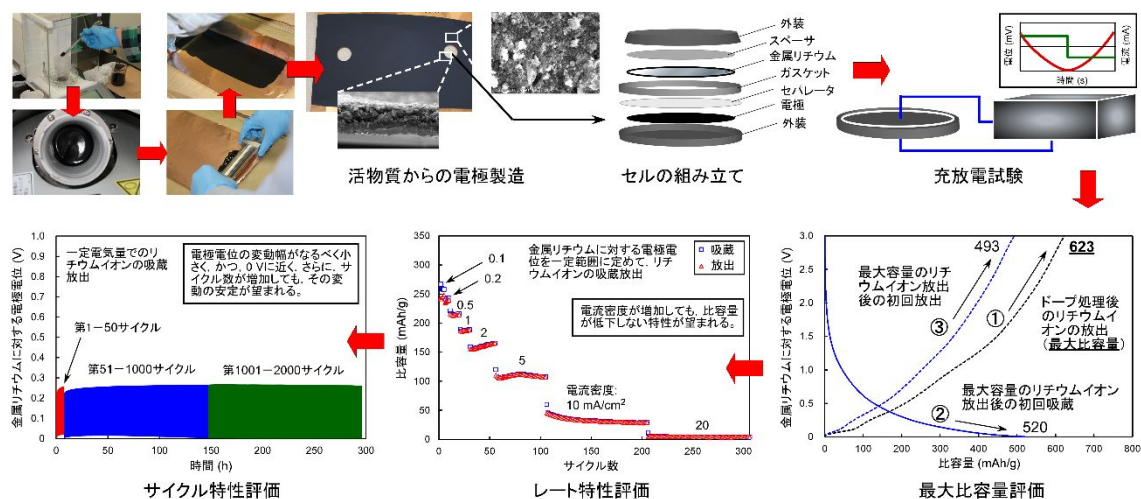 外装
スペーサ
金属リチウム
ガスケット
セパレータ
電極
外装
電位 (mV)
電流 (mA)
時間 (s)
活物質からの電極製造
セルの組み立て
充放電試験
金属リチウムに対する電極電位 (V)
1.0
0.9
0.8
0.7
0.6
0.5
0.4
0.3
0.2
0.1
0.0
一定電気量でのリ
チウムイオンの吸蔵
放出
電極電位の変動幅がなるべく小
さく, かつ, 0 Vに近く, さらに, サ
イクル数が増加しても, その変
動の安定が望まれる。
第1-50サイクル
第51-1000サイクル
第1001-2000サイクル
0
50
100
150
200
250
300
時間 (h)
サイクル特性評価
比容量 (mAh/g)
350
300
250
200
150
100
50
0
金属リチウムに対する電極電
位を一定範囲に定めて, リチ
ウムイオンの吸蔵放出
吸蔵
放出
0.1
0.2
0.5
1
2
5
電流密度が増加しても, 比容量
が低下しない特性が望まれる。
電流密度:
10 mA/cm²
20
0
50
100
150
200
250
300
サイクル数
レート特性評価
金属リチウムに対する電極電位 (V)
3.0
2.5
2.0
1.5
1.0
0.5
0.0
493
623
最大容量のリチ
ウムイオン放出
後の初回放出
③
①
ドープ処理後
のリチウムイ
オンの放出
(最大比容量)
最大容量のリチウムイオン
放出後の初回吸蔵
②
520
0
100
200
300
400
500
600
700
800
比容量 (mAh/g)
最大比容量評価